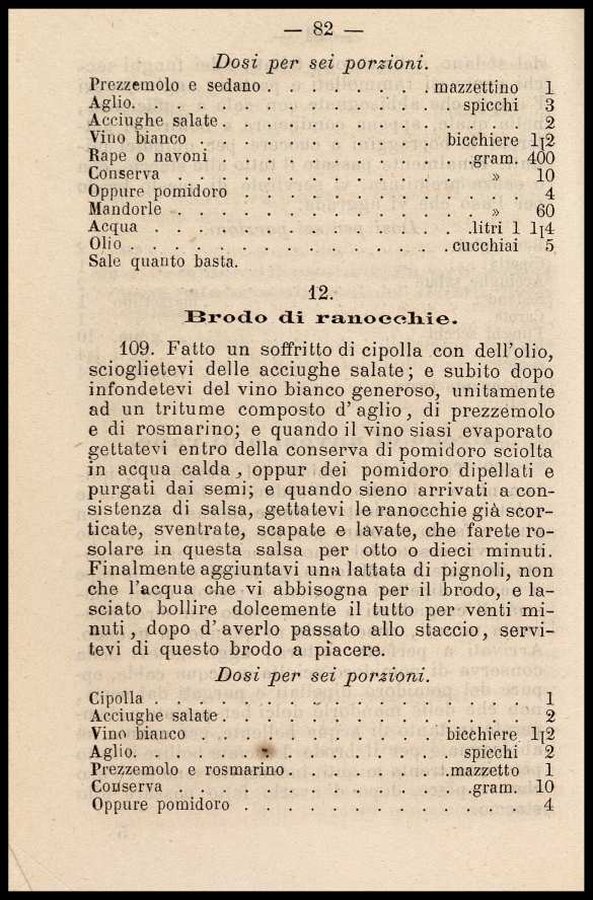 — 82 —
Dosi per sei porzioni.
Prezzemolo e sedano . . . . . . . . mazzettino 1
Aglio. . . . . . . . . . . . spicchi 3
Acciughe salate. . . . . . . . . . . . 2
Vino bianco . . . . . . . . . bicchiere 1|2
Rape o navoni . . . . . . . . . .gram. 400
Conserva . . . . . . . . . . . » 10
Oppure pomidoro . . . . . . . . . . . 4
Mandorle . . . . . . . . . . . » 60
Acqua . . . . . . . . . . . .litri 1 1|4
Olio . . . . . . . . . . . . cucchiai 5
Sale quanto basta.
12.
Brodo di ranocchie.
109. Fatto un soffritto di cipolla con dell'olio,
scioglietevi delle acciughe salate; e subito dopo
infondetevi del vino bianco generoso, unitamente
ad un tritume composto d'aglio, di prezzemolo
e di rosmarino; e quando il vino siasi evaporato
gettatevi entro della conserva di pomidoro sciolta
in acqua calda, oppur dei pomidoro dipellati e
purgati dai semi; e quando sieno arrivati a con-
sistenza di salsa, gettatevi le ranocchie già scor-
ticate, sventrate, scapate e lavate, che farete ro-
solare in questa salsa per otto o dieci minuti.
Finalmente aggiuntavi una lattata di pignoli, non
che l'acqua che vi abbisogna per il brodo, e la-
sciato bollire dolcemente il tutto per venti mi-
nuti, dopo d'averlo passato allo staccio, servi-
tevi di questo brodo a piacere.
Dosi per sei porzioni.
Cipolla . . . . . . . . . . . . . . 1
Acciughe salate. . . . . . . . . . . . 2
Vino bianco . . . . . . . . . bicchiere 1|2
Aglio. . . . . . . . . . . . spicchi 2
Prezzemolo e rosmarino. . . . . . . .mazzetto 1
Conserva . . . . . . . . . . .gram. 10
Oppure pomidoro . . . . . . . . . . . 4